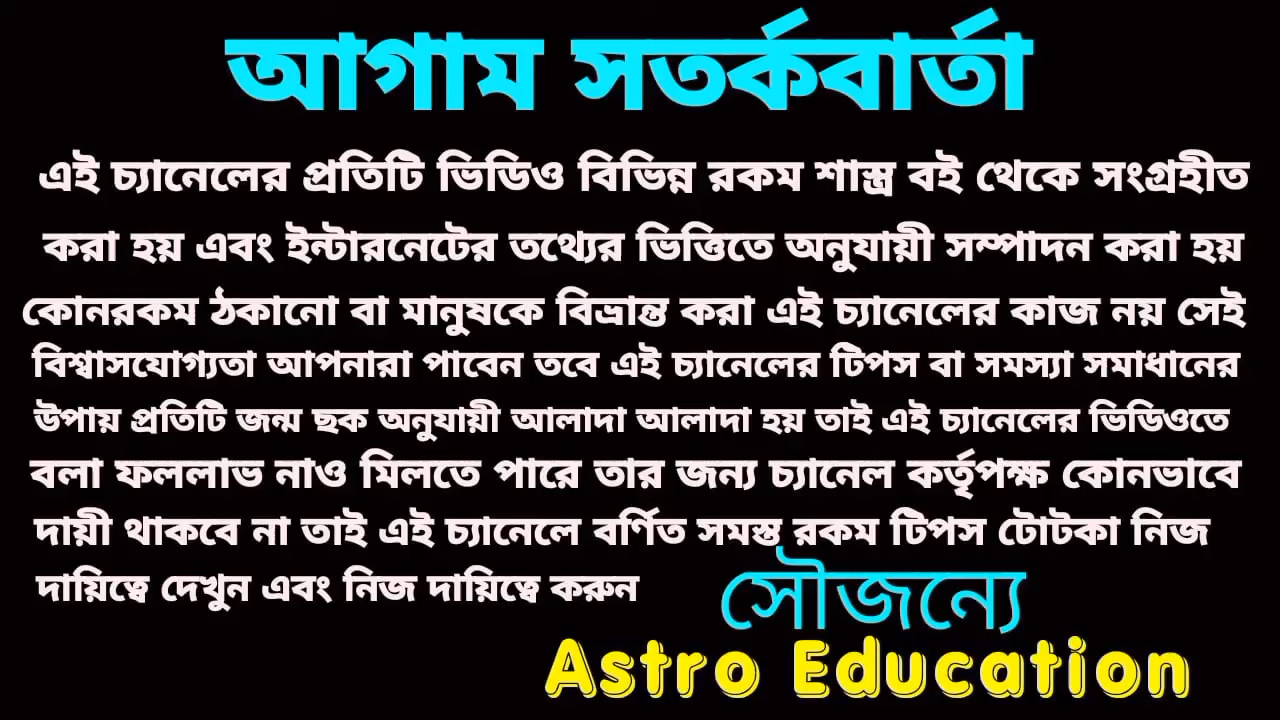 আগাম সতর্কবার্তা
এই চ্যানেলের প্রতিটি ভিডিও বিভিন্ন রকম শাস্ত্র বই থেকে সংগ্রহীত
করা হয় এবং ইন্টারনেটের তথ্যের ভিত্তিতে অনুযায়ী সম্পাদন করা হয়
কোনরকম ঠকানো বা মানুষকে বিভ্রান্ত করা এই চ্যানেলের কাজ নয় সেই
বিশ্বাসযোগ্যতা আপনারা পাবেন তবে এই চ্যানেলের টিপস বা সমস্যা সমাধানের
উপায় প্রতিটি জন্ম ছক অনুযায়ী আলাদা আলাদা হয় তাই এই চ্যানেলের ভিডিওতে
বলা ফললাভ নাও মিলতে পারে তার জন্য চ্যানেল কর্তৃপক্ষ কোনভাবে
দায়ী থাকবে না তাই এই চ্যানেলে বর্ণিত সমস্ত রকম টিপস টোটকা নিজ
দায়িত্বে দেখুন এবং নিজ দায়িত্বে করুন
সৌজন্যে
Astro Education